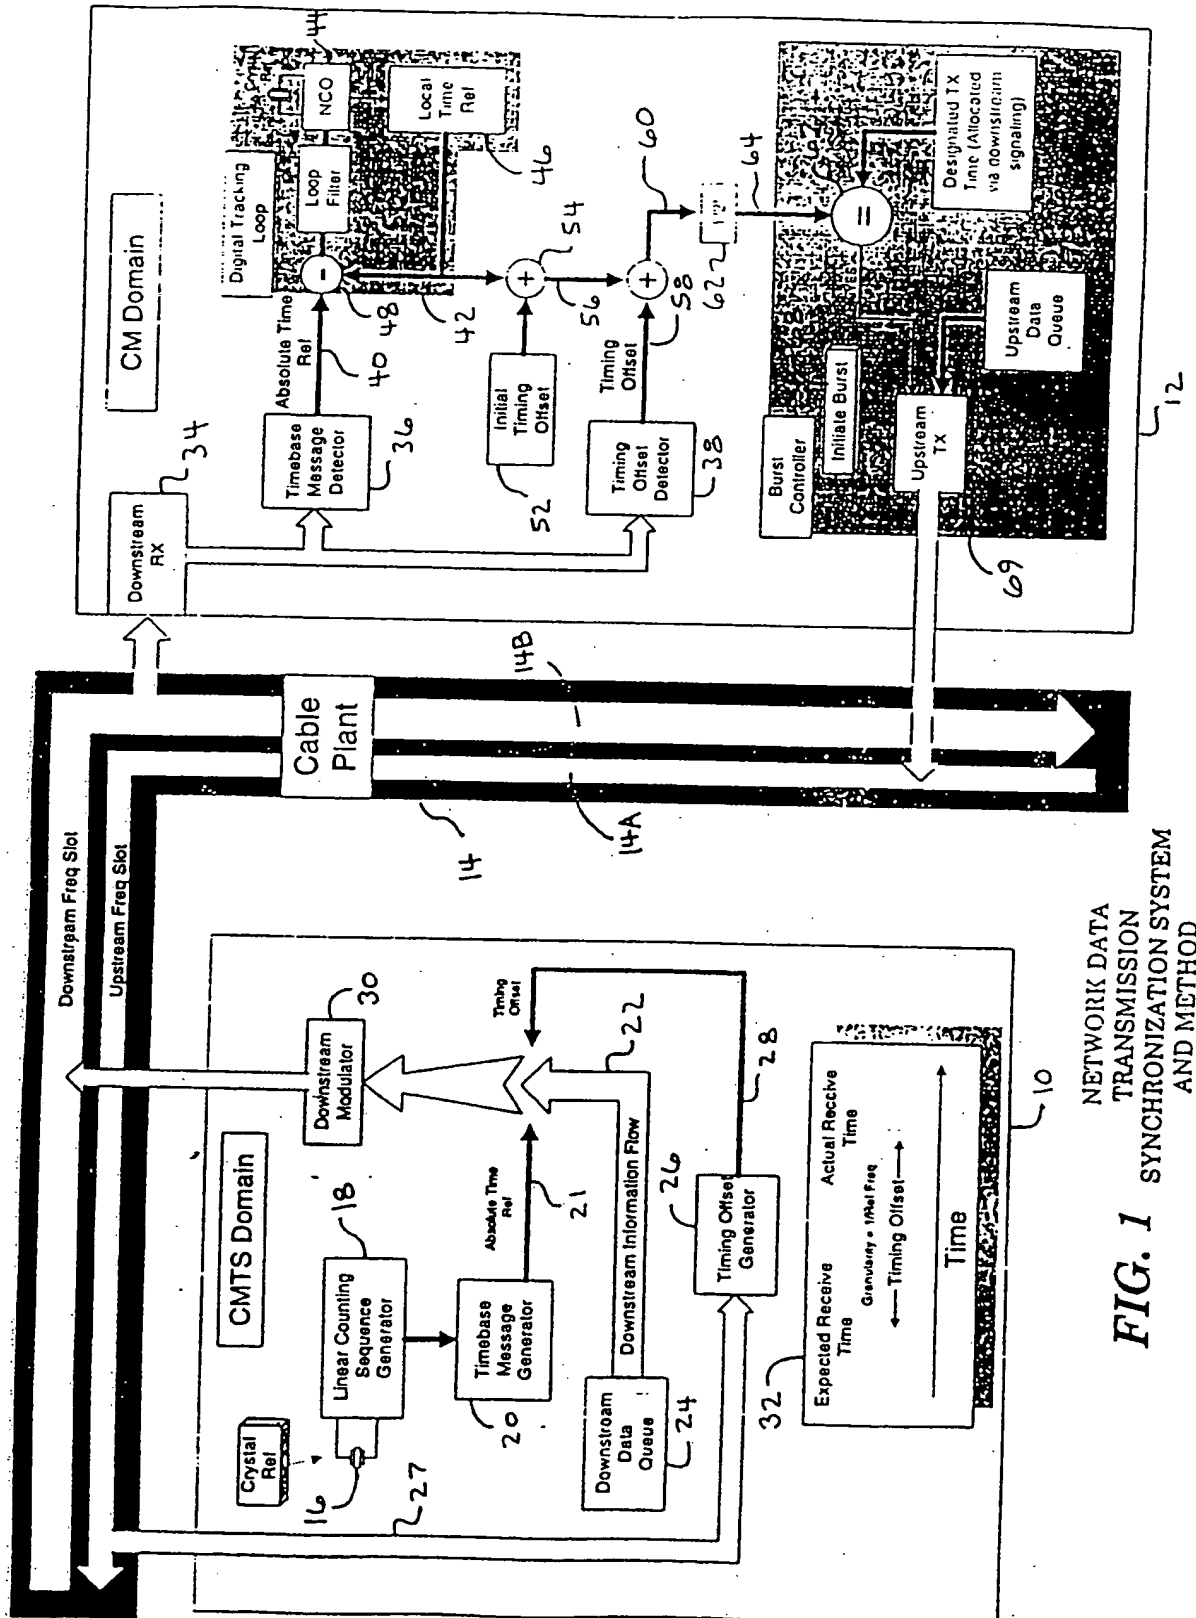 Downstream Freq Slot
Upstream Freq Slot
Cable
Plant
14
14A
14B
CMTS Domain
Crystal
Ref
16
27
Linear Counting
Sequence
Generator
18
Timebase
Message
Generator
20
Absolute Time
Ref
21
Downstream
Modulator
30
Timing
Offset
22
Downstream Information Flow
Downstroam Data
Queue
24
Timing Offset
Generator
26
28
32
Expected Receive
Time
Actual Receive
Time
Timing Offset
Time
10
CM Domain
Downstream
RX
34
Timebase
Message
Detector
36
Absolute Time
Ref
40
Digital Tracking
Loop
Loop
Filter
NCO
44
Local
Time
Ref
46
-
48
42
Initial
Timing
Offset
52
+
54
56
Timing
Offset
Detector
38
Timing
Offset
58
+
60
62
64
Burst
Controller
Initiate Burst
=
Designated TX
Time (Allocated
via downstream
signaling)
Upstream
Data
Queue
Upstream
TX
69
12
FIG. 1
NETWORK DATA
TRANSMISSION
SYNCHRONIZATION SYSTEM
AND METHOD